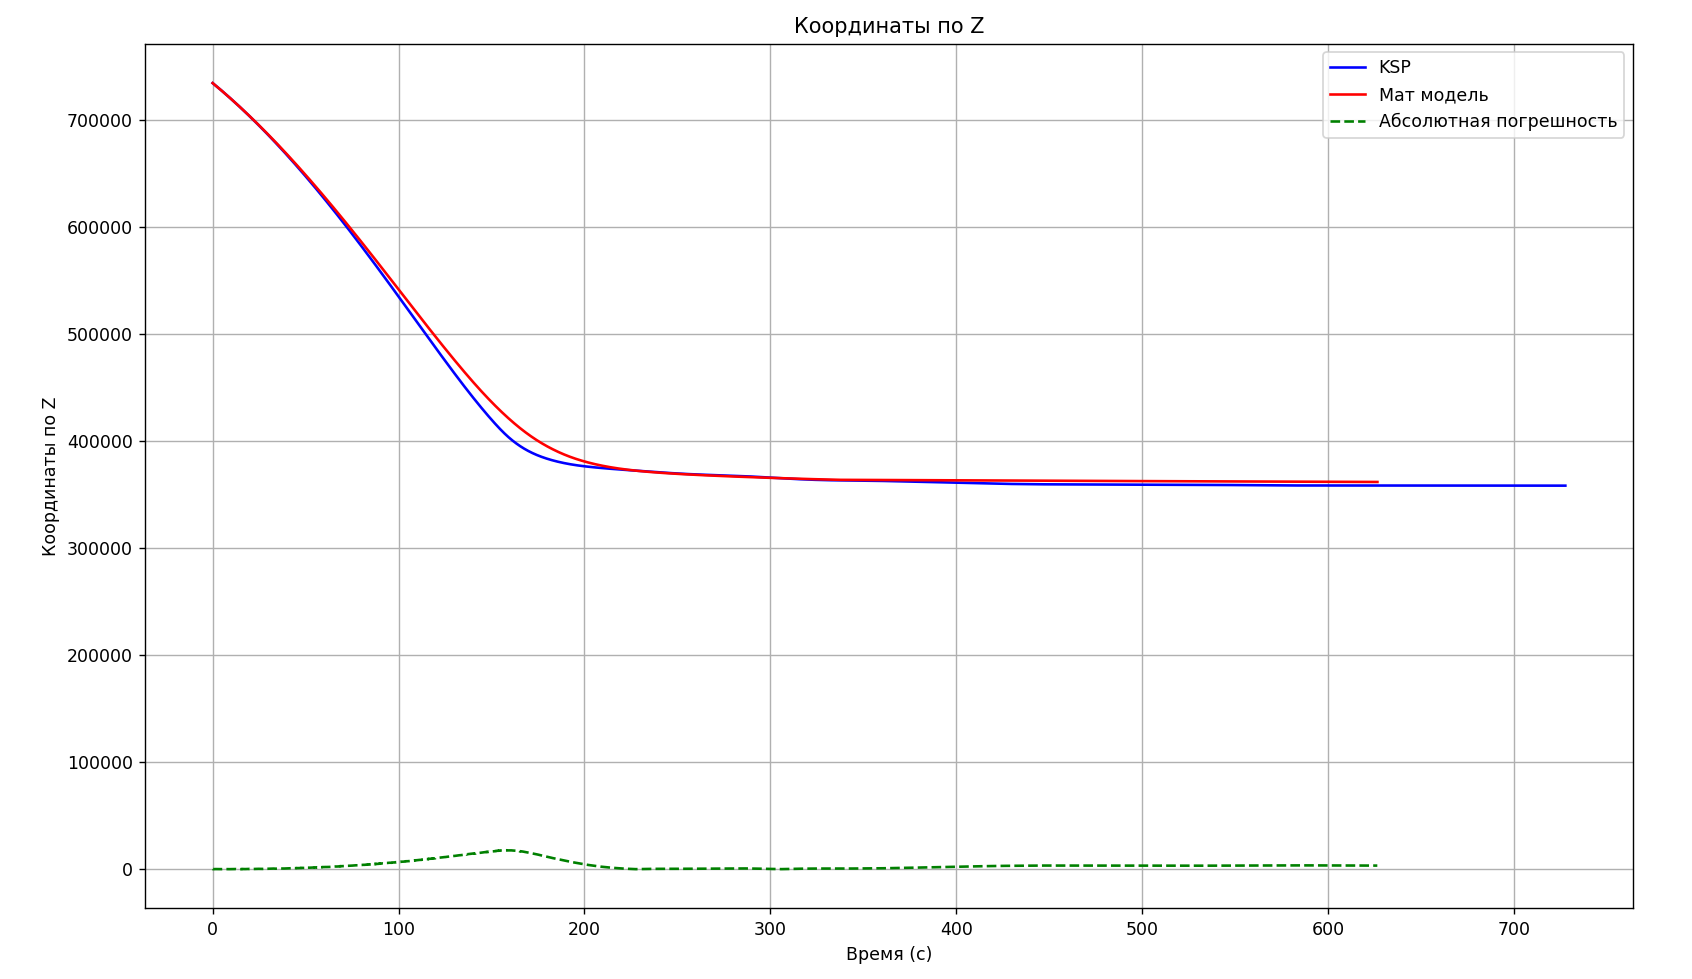 Координаты по Z
KSP
Мат модель
Абсолютная погрешность
700000
600000
500000
400000
300000
200000
100000
0
Координаты по Z
0 100 200 300 400 500 600 700
Время (с)